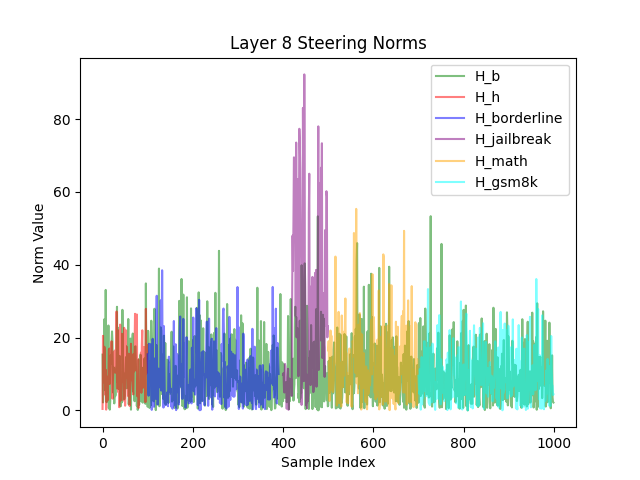 Layer 8 Steering Norms
H_b
H_h
H_borderline
H_jailbreak
H_math
H_gsm8k
Norm Value
80
60
40
20
0
0 200 400 600 800 1000
Sample Index